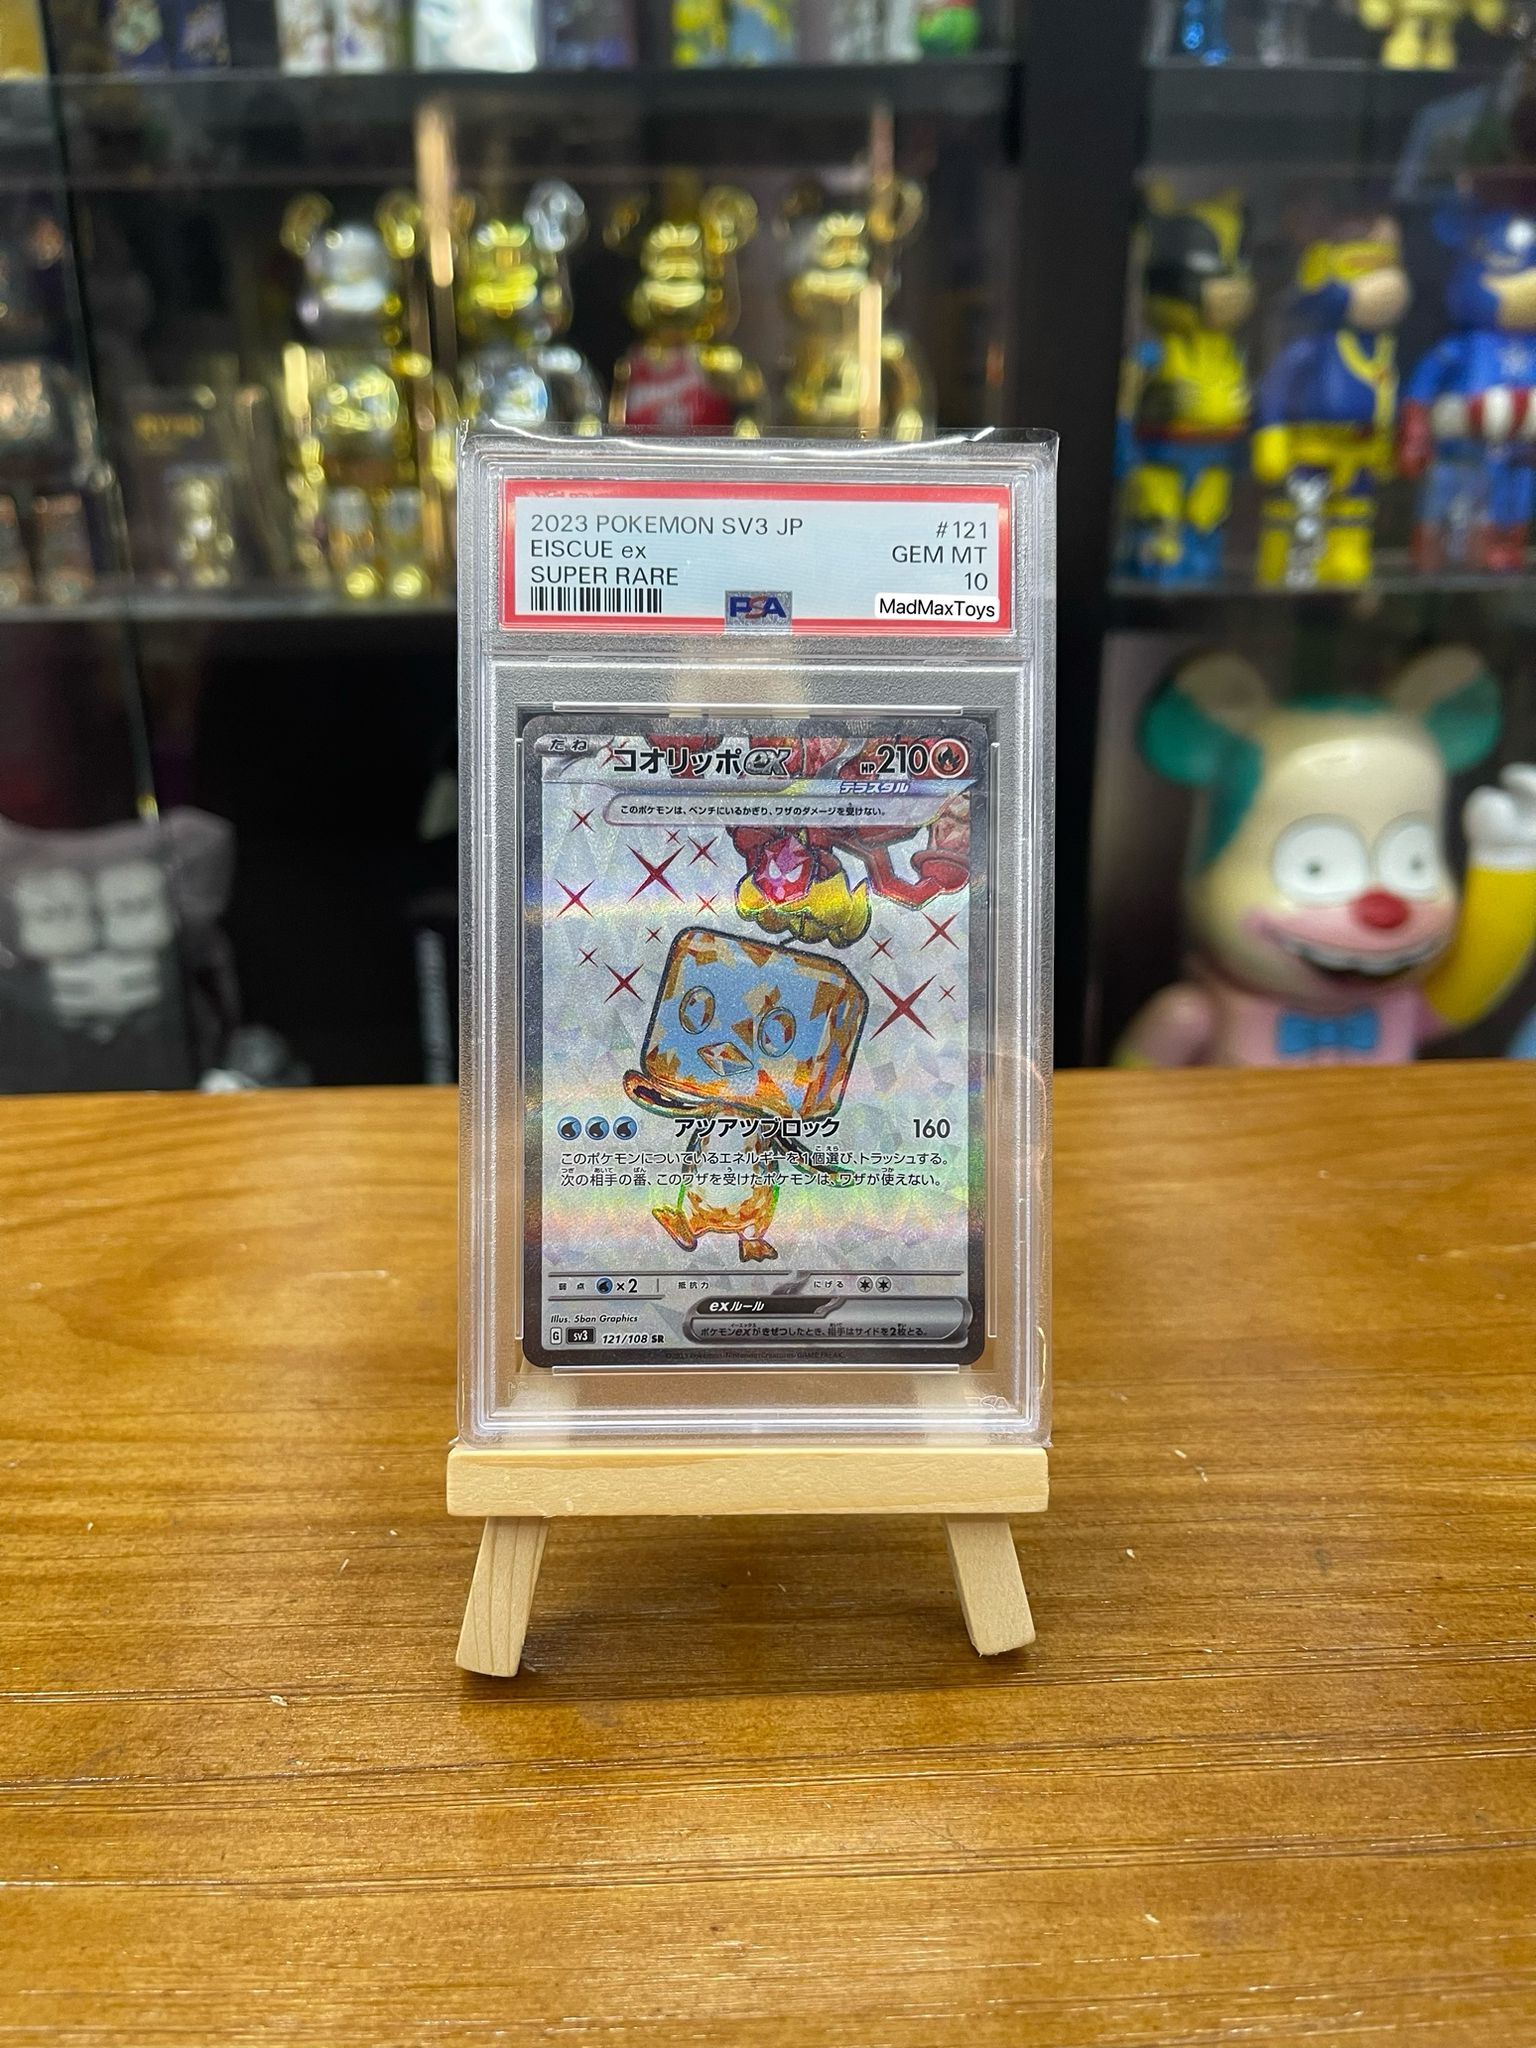 2023 POKEMON SV3 JP #121
EISCUE ex GEM MT
SUPER RARE 10
PSA
MadMaxToys
たね コオリッポex HP210
テラスタル
このポケモンは、ベンチにいるかぎり、ワザのダメージを受けない。
アツアツブロック 160
このポケモンについているエネルギーを1個選び、トラッシュする。
次の相手の番、このワザを受けたポケモンは、ワザが使えない。
弱点 ×2 抵抗力 にげる
exルール
ポケモンexがきぜつしたとき、相手はサイドを2枚とる。
Illus. 5ban Graphics
G sv3 121/108 SR